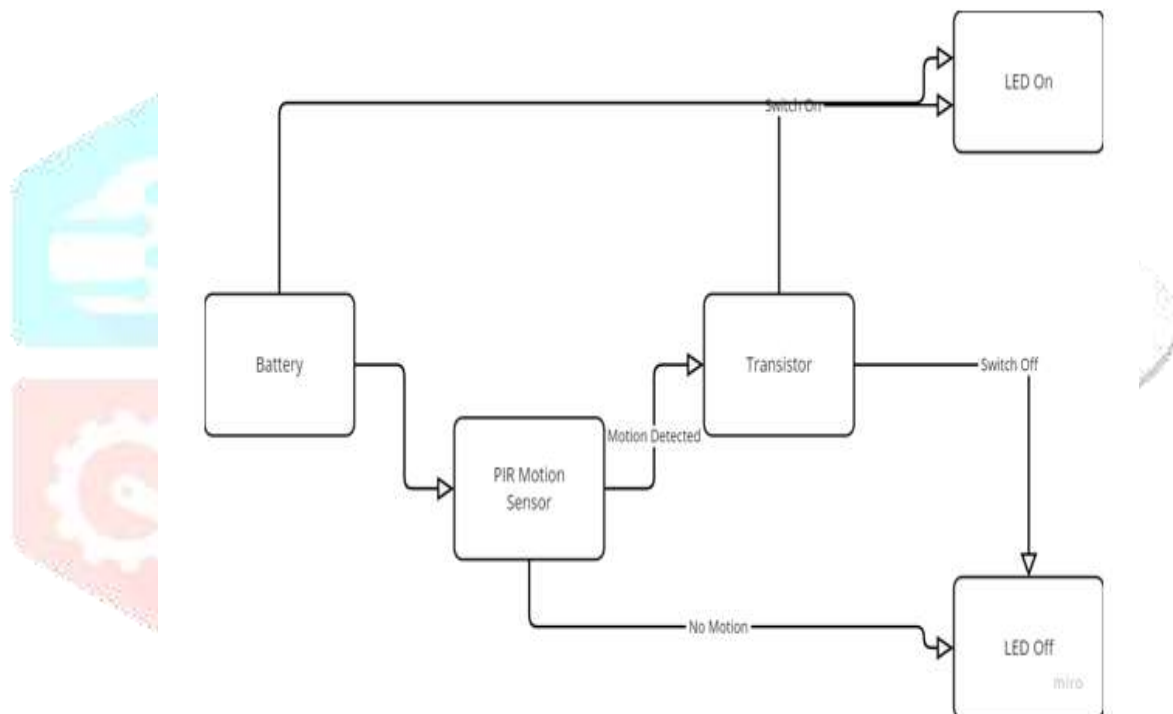 LED On
Switch On
Battery
Transistor
Switch Off
Motion Detected
PIR Motion
Sensor
No Motion
LED Off
miro